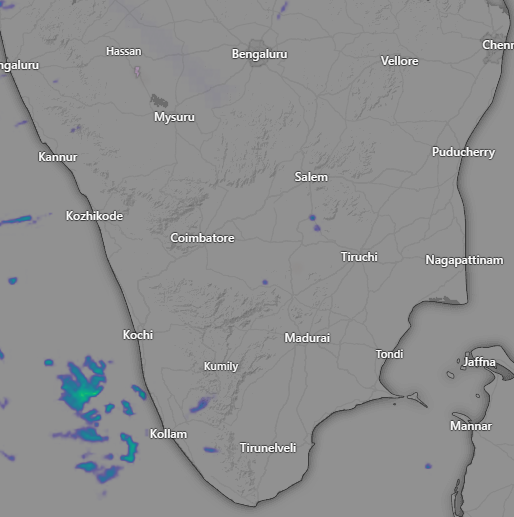 Hassan
Bengaluru
Chenn
ngaluru
Vellore
Mysuru
Kannur
Puducherry
Salem
Kozhikode
Coimbatore
Tiruchi
Nagapattinam
Kochi
Madurai
Tondi
Kumily
Jaffna
Kollam
Mannar
Tirunelveli